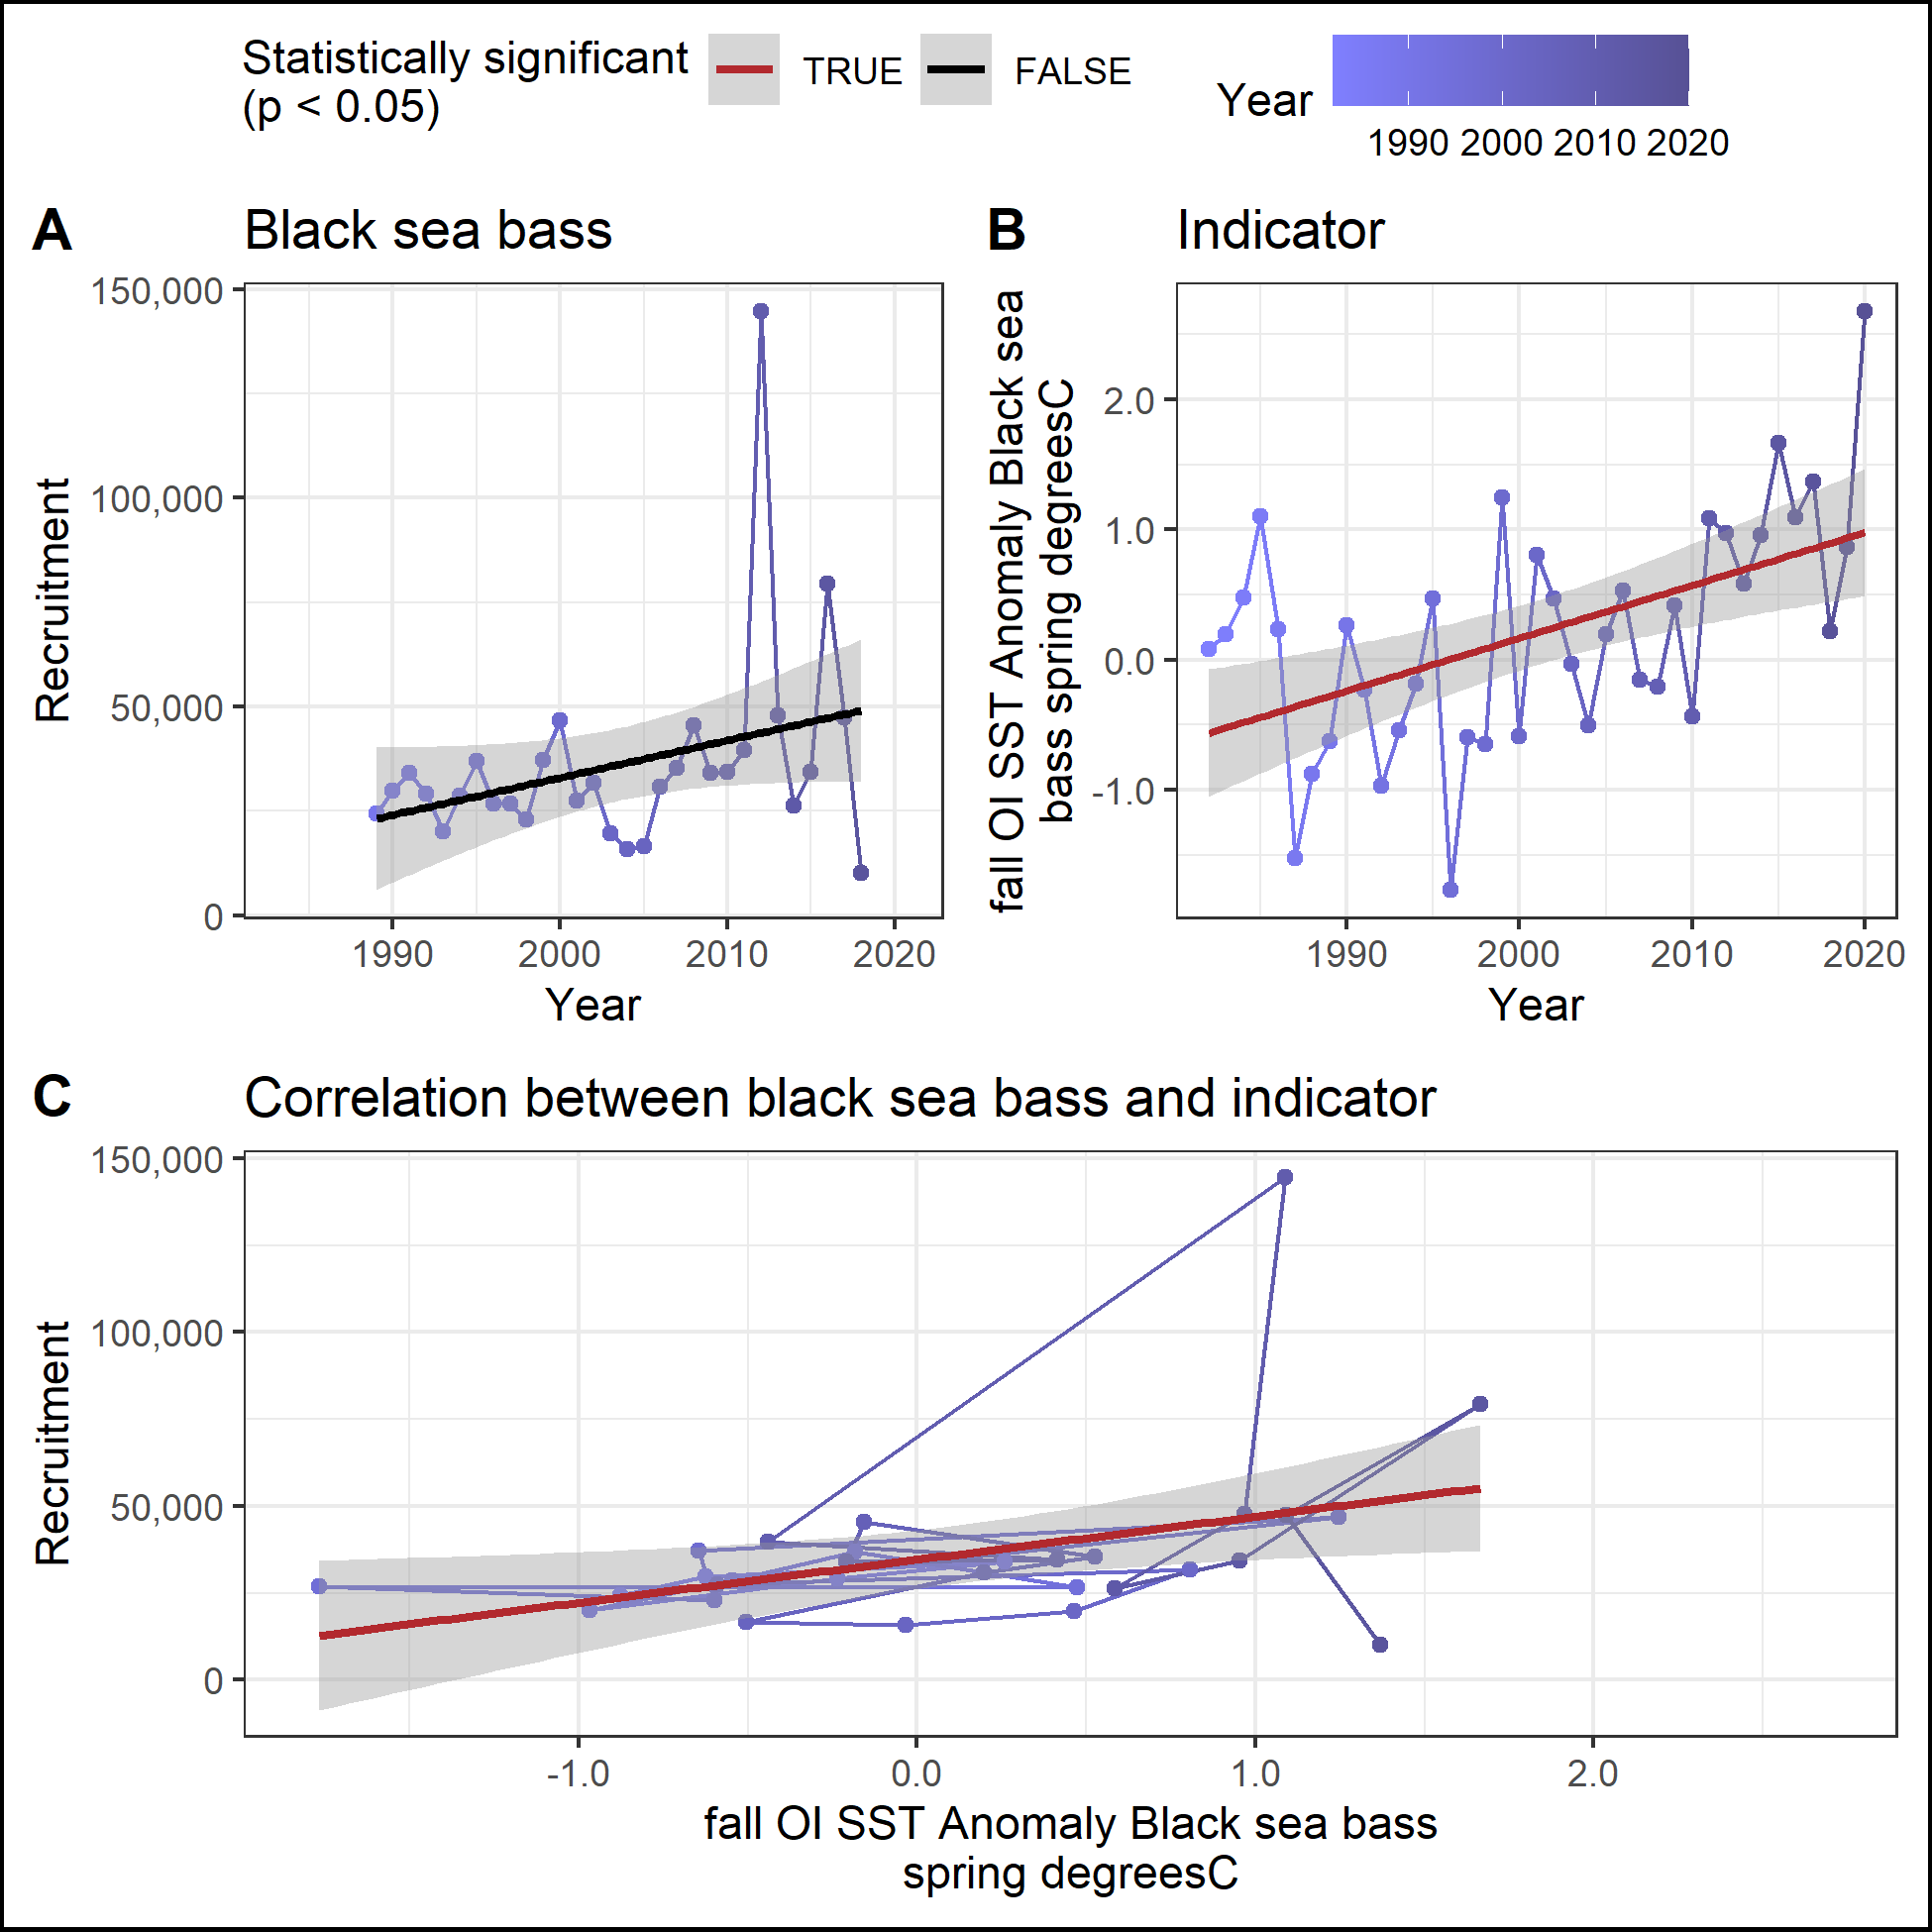 Statistically significant
(p < 0.05)
TRUE
FALSE
Year
1990 2000 2010 2020
A
Black sea bass
150,000
100,000
50,000
0
Recruitment
1990 2000 2010 2020
Year
B
Indicator
fall OI SST Anomaly Black sea
bass spring degreesC
2.0
1.0
0.0
-1.0
1990 2000 2010 2020
Year
C
Correlation between black sea bass and indicator
150,000
100,000
50,000
0
Recruitment
-1.0 0.0 1.0 2.0
fall OI SST Anomaly Black sea bass
spring degreesC